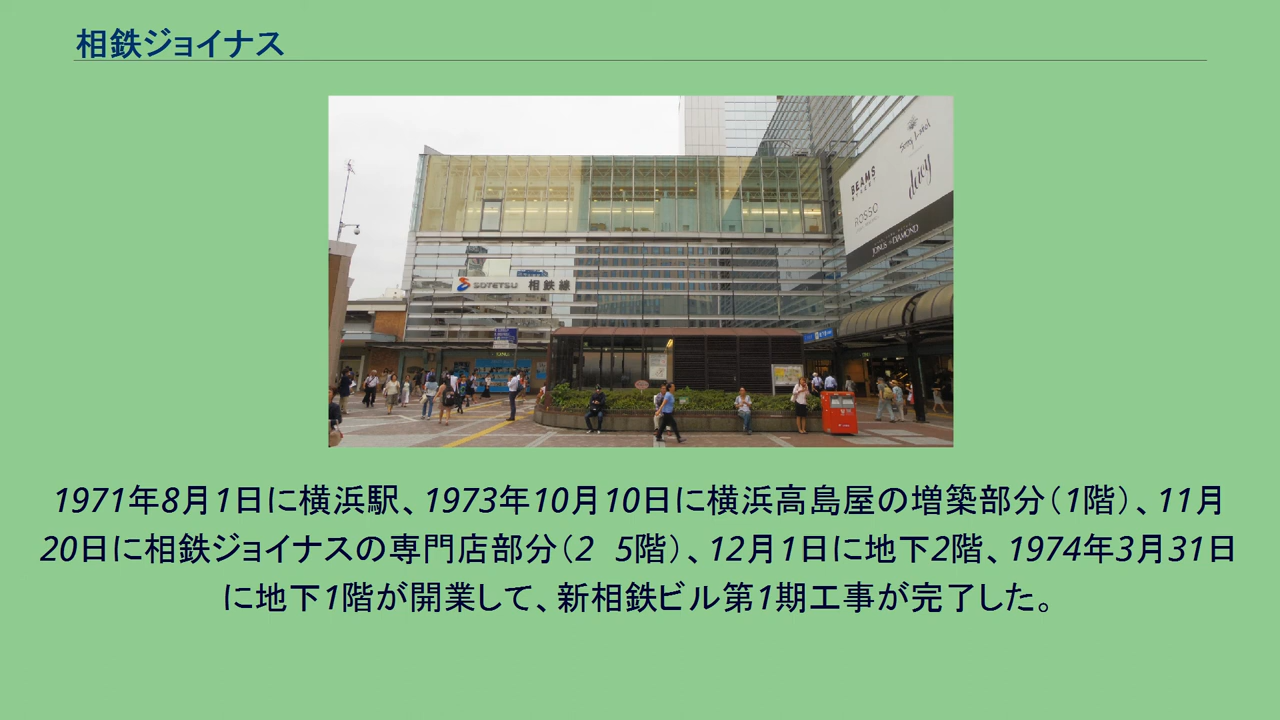 相鉄ジョイナス
BEAMS
ROSSO
JOINUS DIAMOND
SOTETSU 相鉄線
1971年8月1日に横浜駅、1973年10月10日に横浜高島屋の増築部分（1階）、11月
20日に相鉄ジョイナスの専門店部分（2 5階）、12月1日に地下2階、1974年3月31日
に地下1階が開業して、新相鉄ビル第1期工事が完了した。